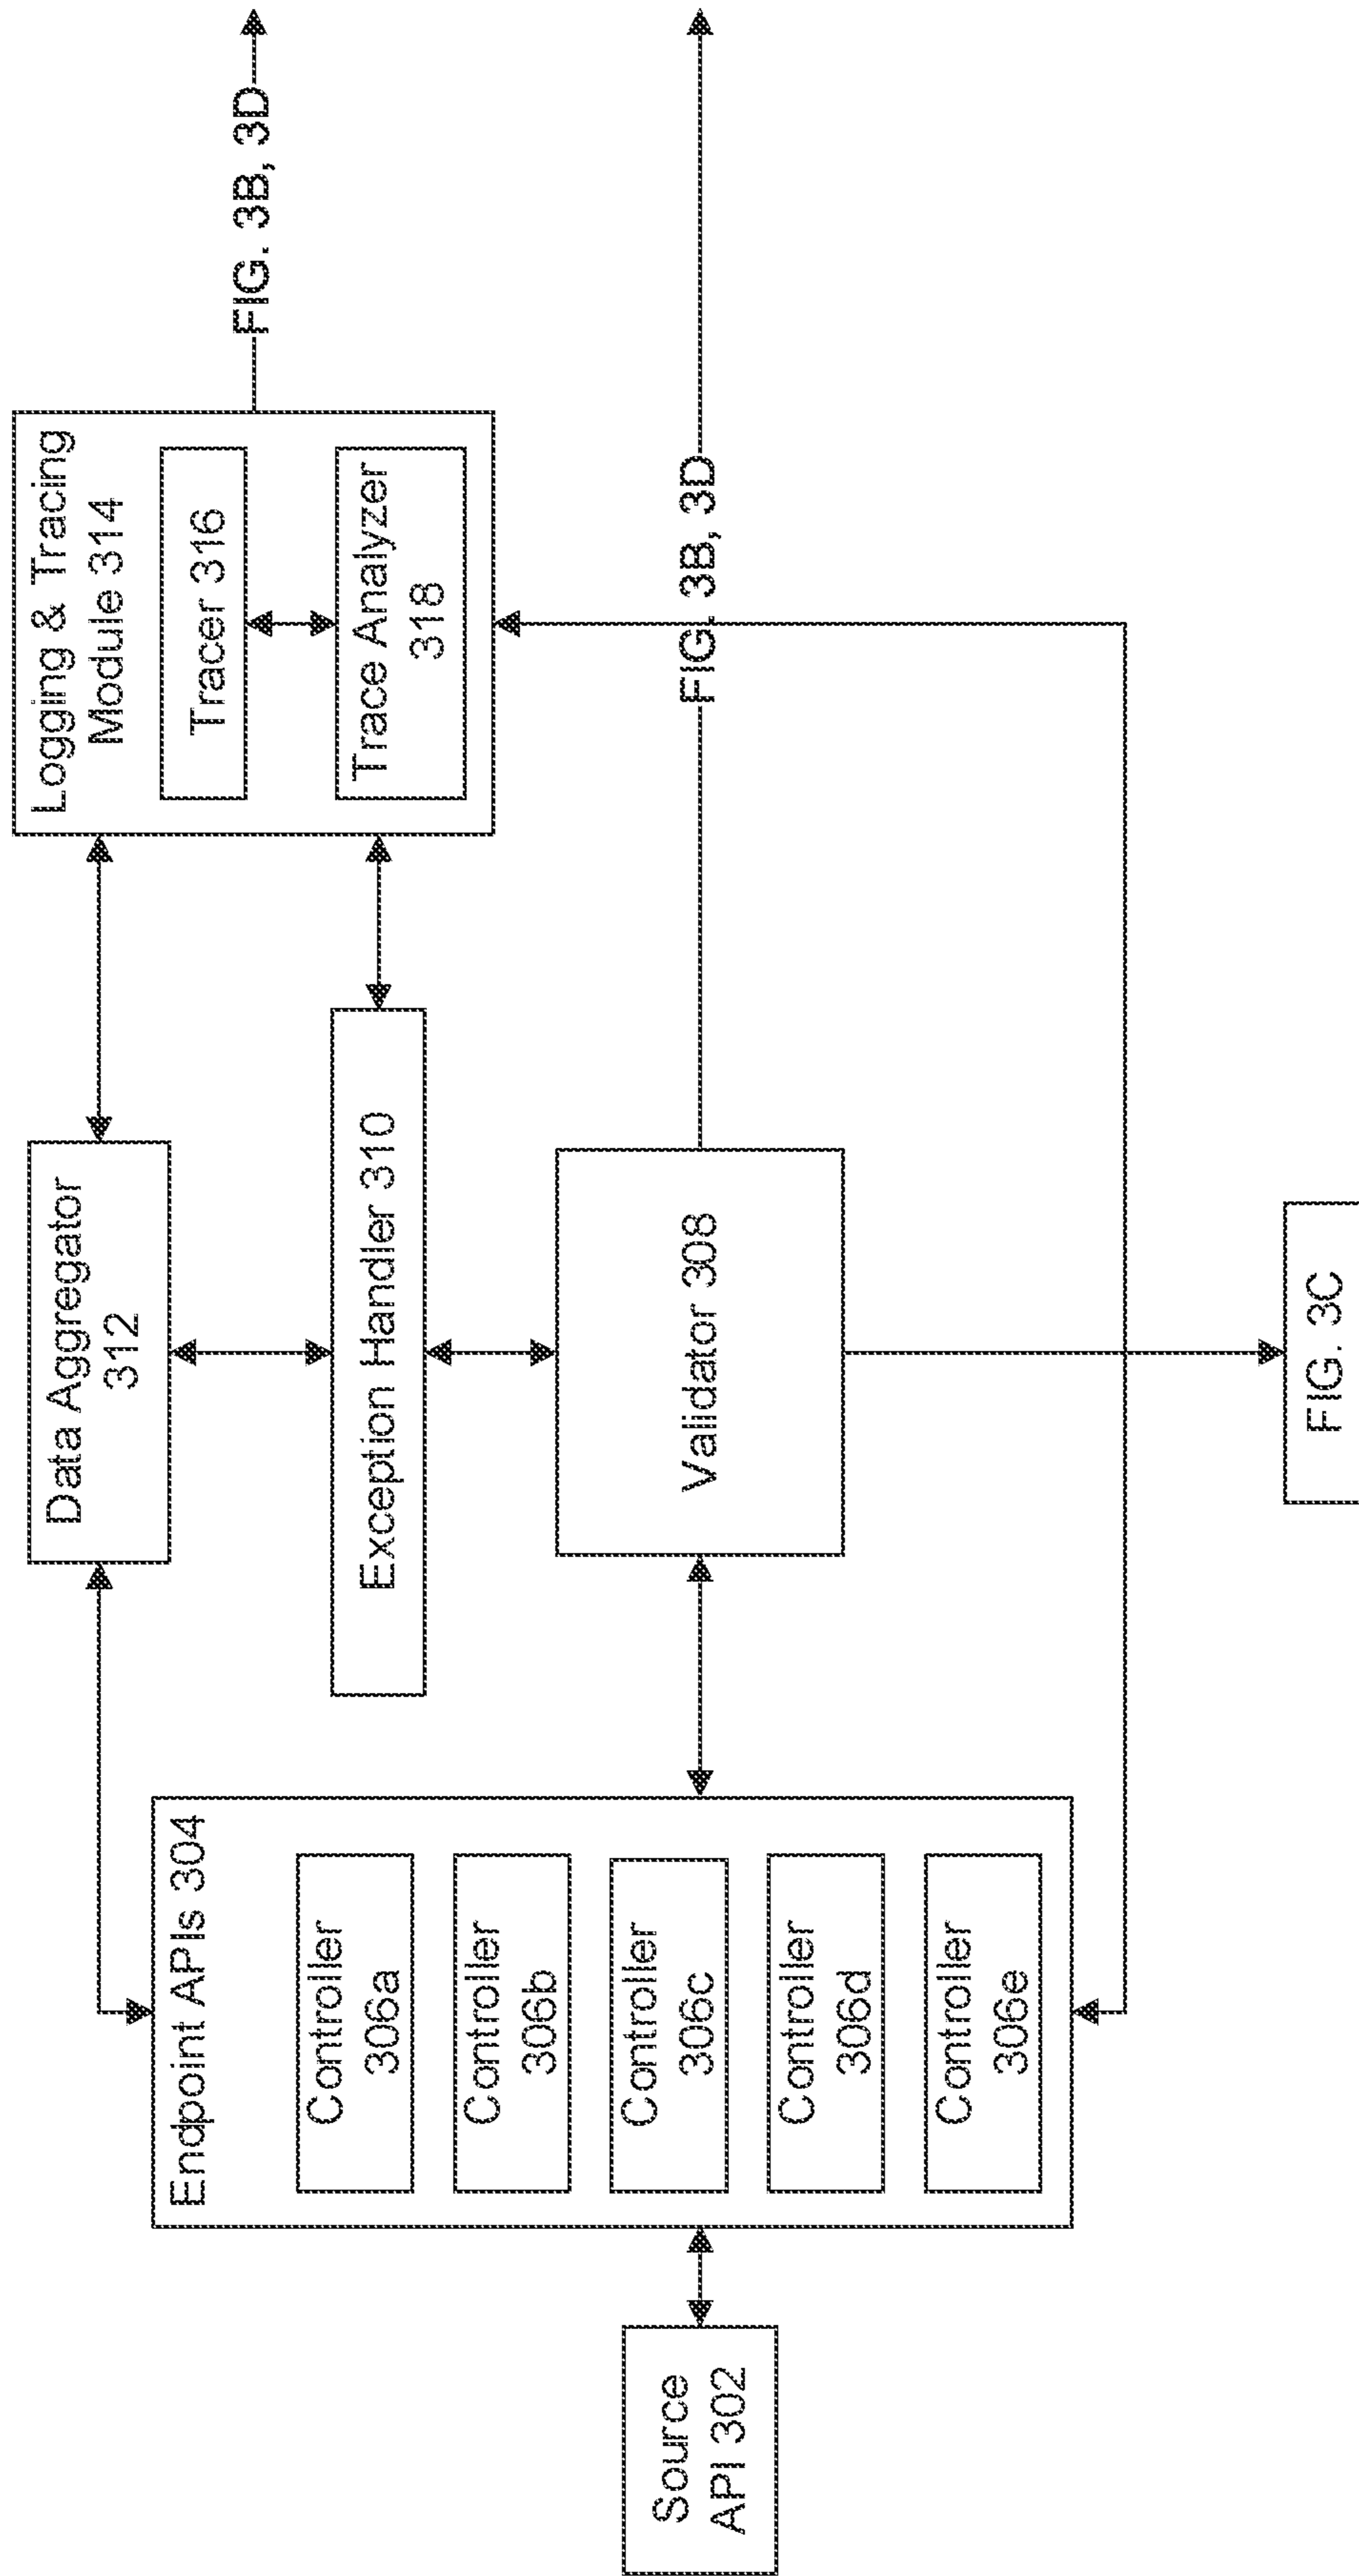 Source
API 302
Endpoint APIs 304
Controller
306a
Controller
306b
Controller
306c
Controller
306d
Controller
306e
Data Aggregator
312
Exception Handler 310
Validator 308
FIG. 3C
Logging & Tracing
Module 314
Tracer 316
Trace Analyzer
318
FIG. 3B, 3D
FIG. 3B, 3D